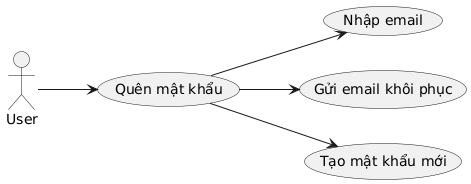 Nhập email
Quên mật khẩu
Gửi email khôi phục
User
Tạo mật khẩu mới